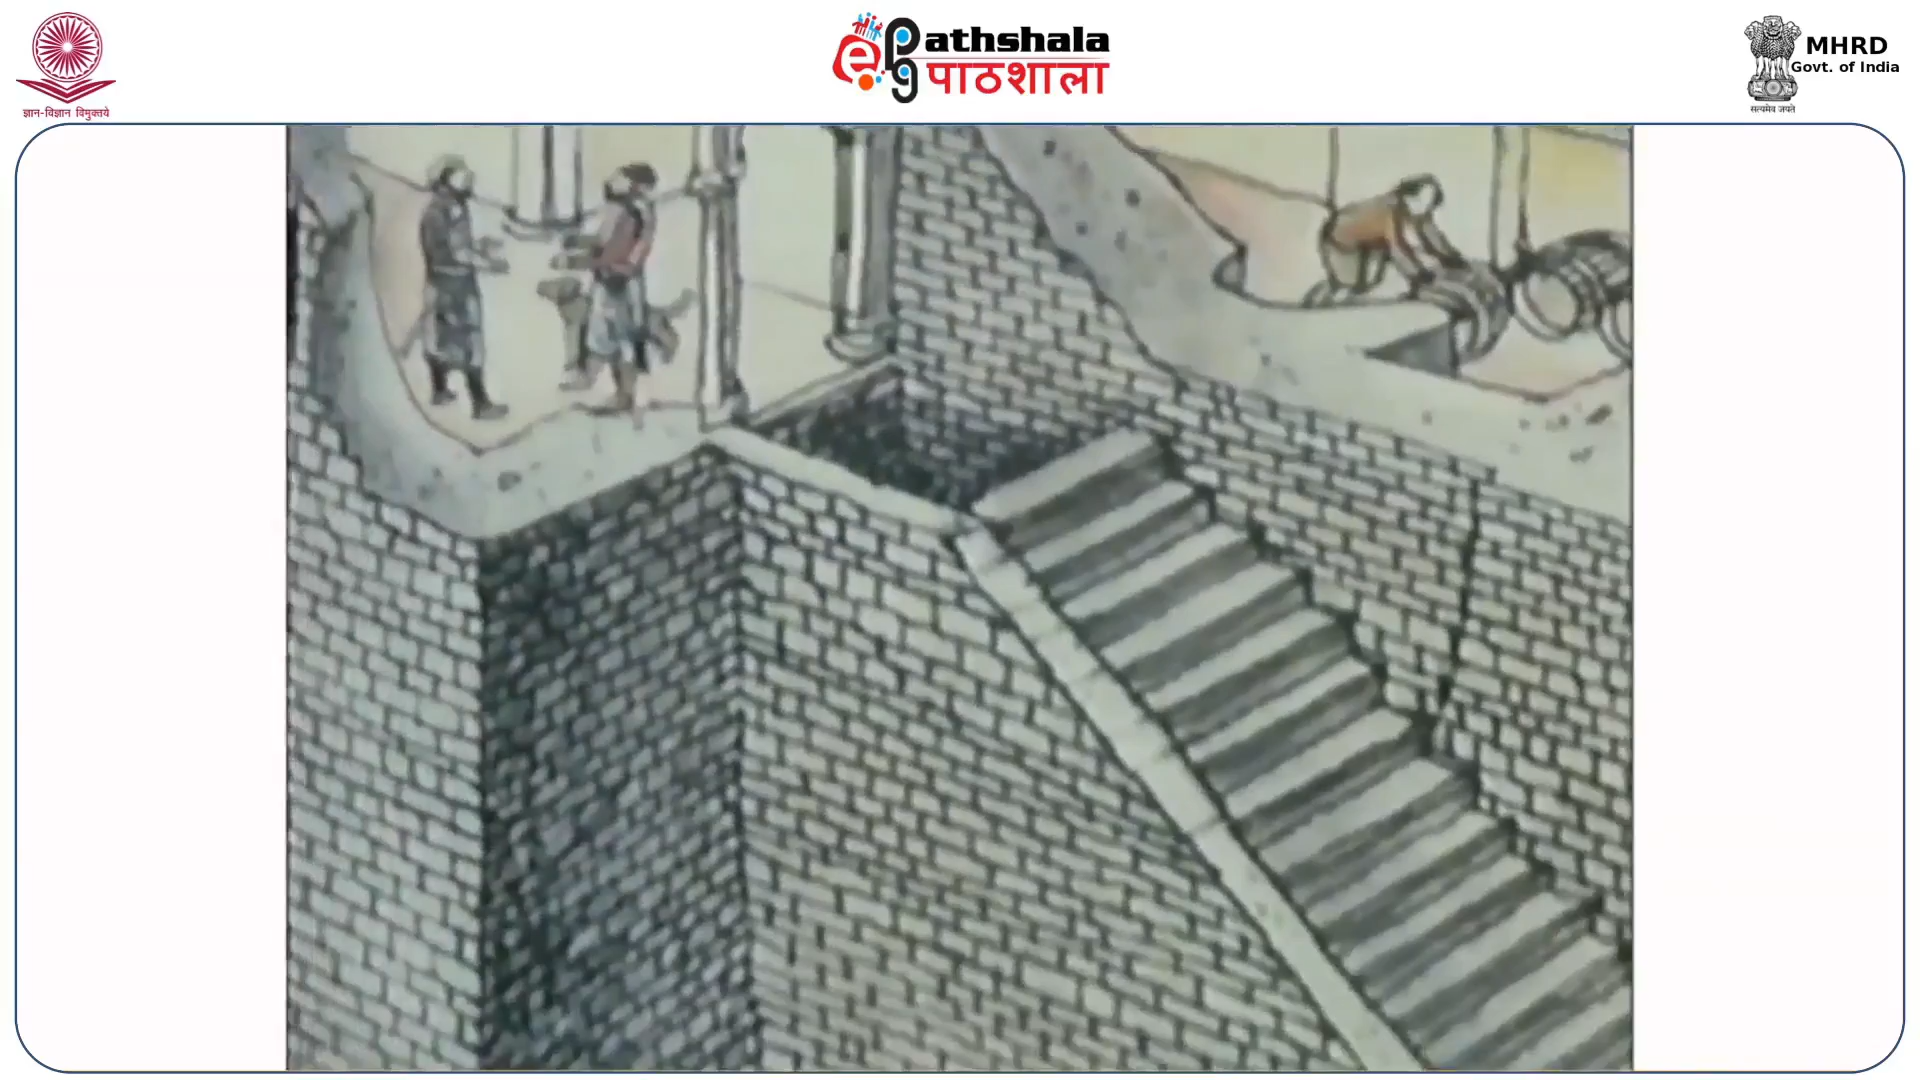 ज्ञान-विज्ञान विमुक्तये
ePathshala
पाठशाला
MHRD
Govt. of India
सत्यमेव जयते